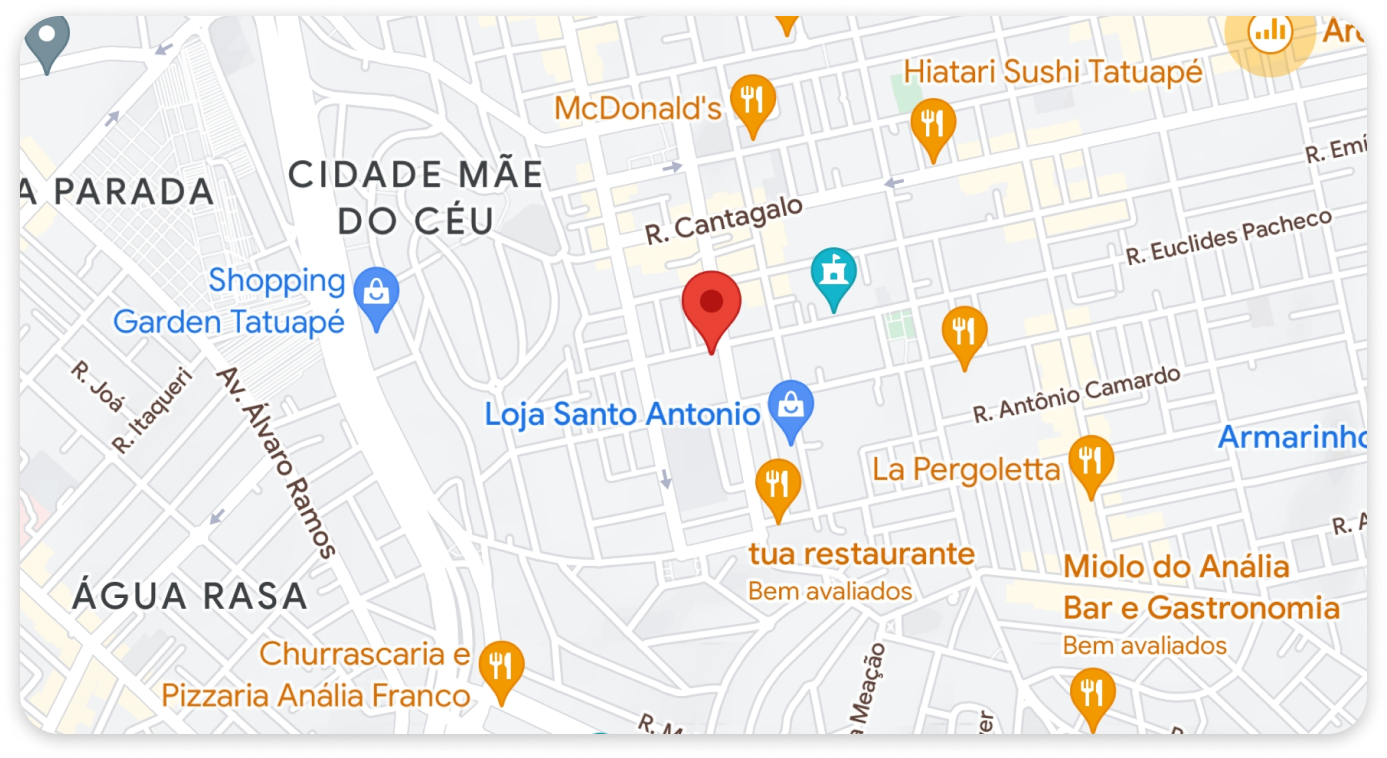 Hiatari Sushi Tatuapé
McDonald's
R. Emí
CIDADE MÃE
DO CÉU
A PARADA
R. Cantagalo
R. Euclides Pacheco
Shopping
Garden Tatuapé
R. Joá
R. Itaqueri
Av. Álvaro Ramos
Loja Santo Antonio
R. Antônio Camardo
Armarinho
La Pergoletta
R. A
tua restaurante
Bem avaliados
Miolo do Anália
Bar e Gastronomia
Bem avaliados
ÁGUA RASA
Churrascaria e
Pizzaria Anália Franco
a Meação